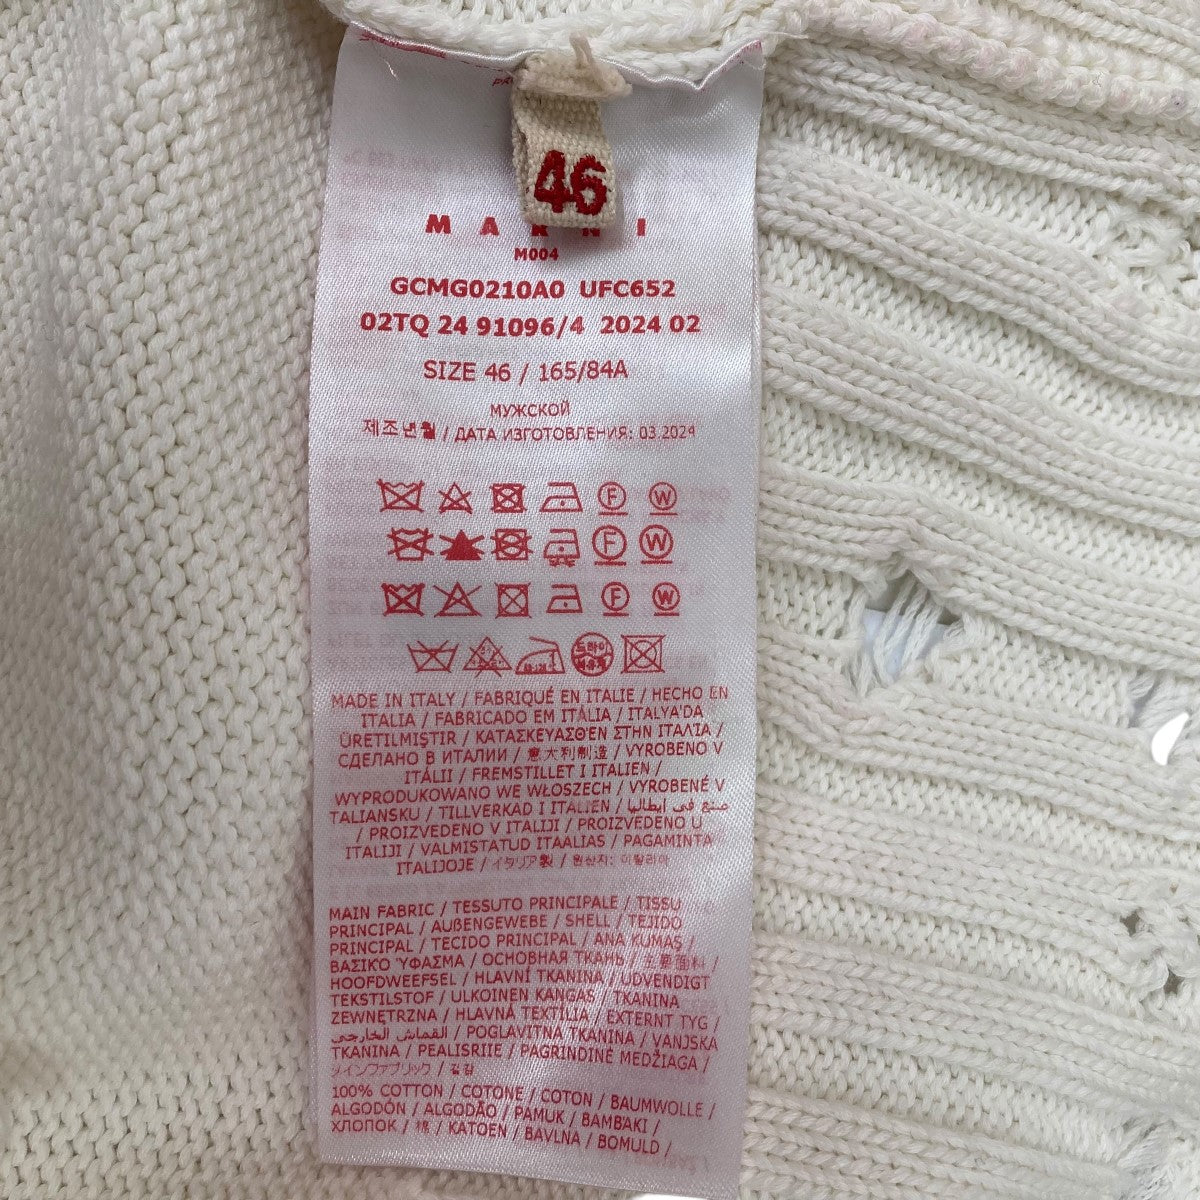 46
MARNI
M004
GCMG0210A0 UFC652
02TQ 24 91096/4 2024 02
SIZE 46 / 165/84A
МУЖСКОЙ
제조년월 / ДАТА ИЗГОТОВЛЕНИЯ: 03.2024
F W
F W
F W
드라이
MADE IN ITALY / FABRIQUÉ EN ITALIE / HECHO EN
ITALIA / FABRICADO EM ITÁLIA / ITALYA'DA
ÜRETILMIŞTIR / ΚΑΤΑΣΚΕΥΑΣΘΕΝ ΣΤΗΝ ΙΤΑΛΙΑ /
СДЕЛАНО В ИТАЛИИ / 意大利制造 / VYROBENO V
ITÁLII / FREMSTILLET I ITALIEN /
WYPRODUKOWANO WE WŁOSZECH / VYROBENÉ V
TALIANSKU / TILLVERKAD I ITALIEN / صنع في ايطاليا
/ PROIZVEDENO V ITALIJI / PROIZVEDENO U
ITALIJI / VALMISTATUD ITAALIAS / PAGAMINTA
ITALIJOJE / イタリア製 / 원산지: 이탈리아
MAIN FABRIC / TESSUTO PRINCIPALE / TISSU
PRINCIPAL / AUßENGEWEBE / SHELL / TEJIDO
PRINCIPAL / TECIDO PRINCIPAL / ANA KUMAŞ /
ΒΑΣΙΚΌ ΎΦΑΣΜΑ / ОСНОВНАЯ ТКАНЬ / 主要面料 /
HOOFDWEEFSEL / HLAVNÍ TKANINA / UDVENDIGT
TEKSTILSTOF / ULKOINEN KANGAS / TKANINA
ZEWNĘTRZNA / HLAVNÁ TEXTÍLIA / EXTERNT TYG /
القماش الخارجي / POGLAVITNA TKANINA / VANJSKA
TKANINA / PEALISRIIE / PAGRINDINĖ MEDŽIAGA /
メインファブリック / 겉감
100% COTTON / COTONE / COTON / BAUMWOLLE /
ALGODÓN / ALGODÃO / PAMUK / BAMBAKI /
ХЛОПОК / 棉 / KATOEN / BAVLNA / BOMULD /